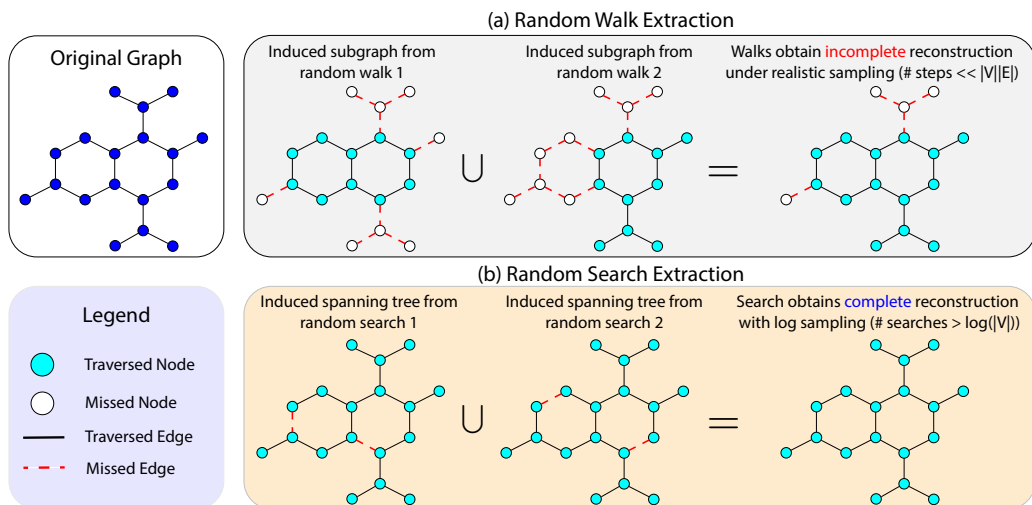 (a) Random Walk Extraction
Original Graph
Induced subgraph from
random walk 1
Induced subgraph from
random walk 2
Walks obtain incomplete reconstruction
under realistic sampling (# steps << |V||E|)
∪
=
(b) Random Search Extraction
Legend
Traversed Node
Missed Node
Traversed Edge
Missed Edge
Induced spanning tree from
random search 1
Induced spanning tree from
random search 2
Search obtains complete reconstruction
with log sampling (# searches > log(|V|))
∪
=